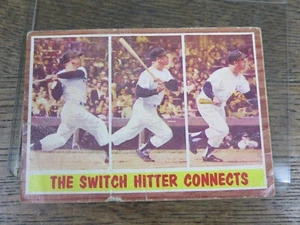 THE SWITCH HITTER CONNECTS